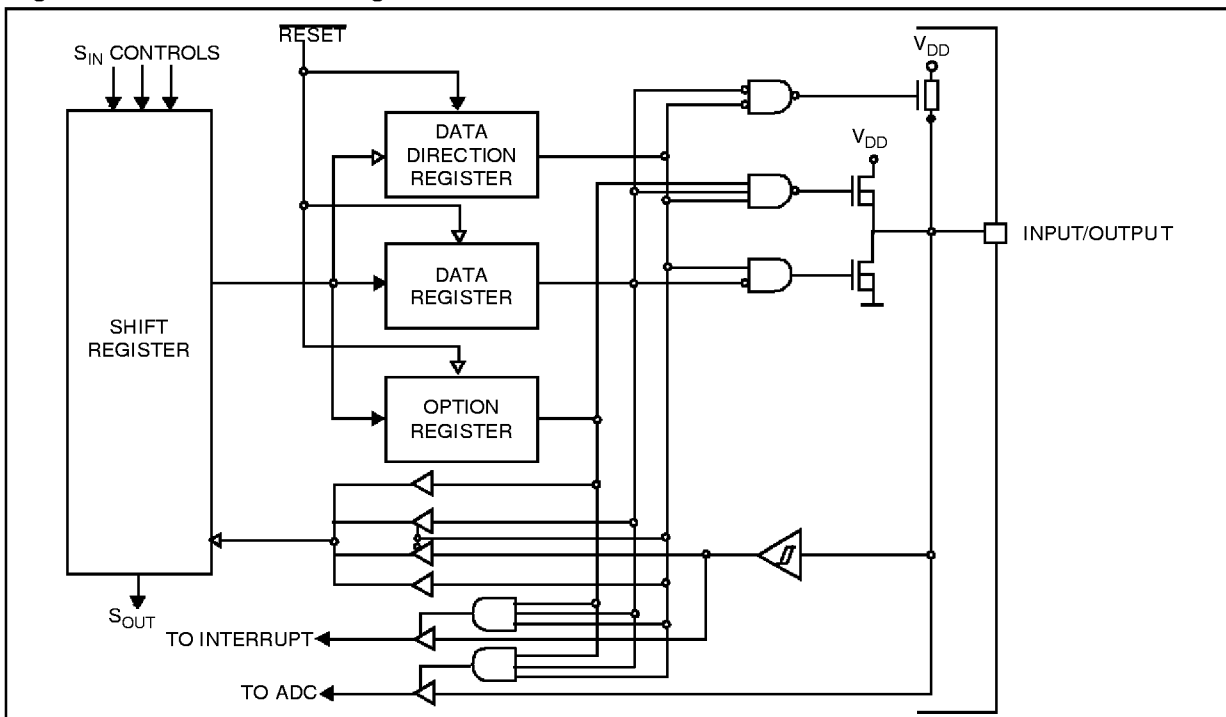 RESET
S_IN CONTROLS
V_DD
DATA
DIRECTION
REGISTER
V_DD
INPUT/OUTPUT
DATA
REGISTER
SHIFT
REGISTER
OPTION
REGISTER
S_OUT
TO INTERRUPT
TO ADC